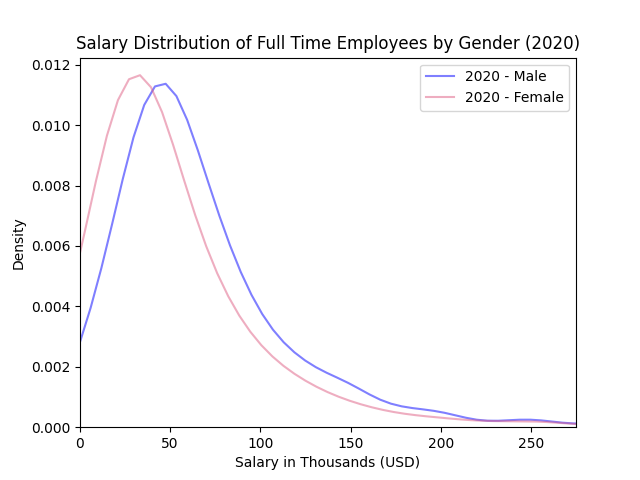 Salary Distribution of Full Time Employees by Gender (2020)
0.012
0.010
0.008
0.006
0.004
0.002
0.000
Density
2020 - Male
2020 - Female
0 50 100 150 200 250
Salary in Thousands (USD)